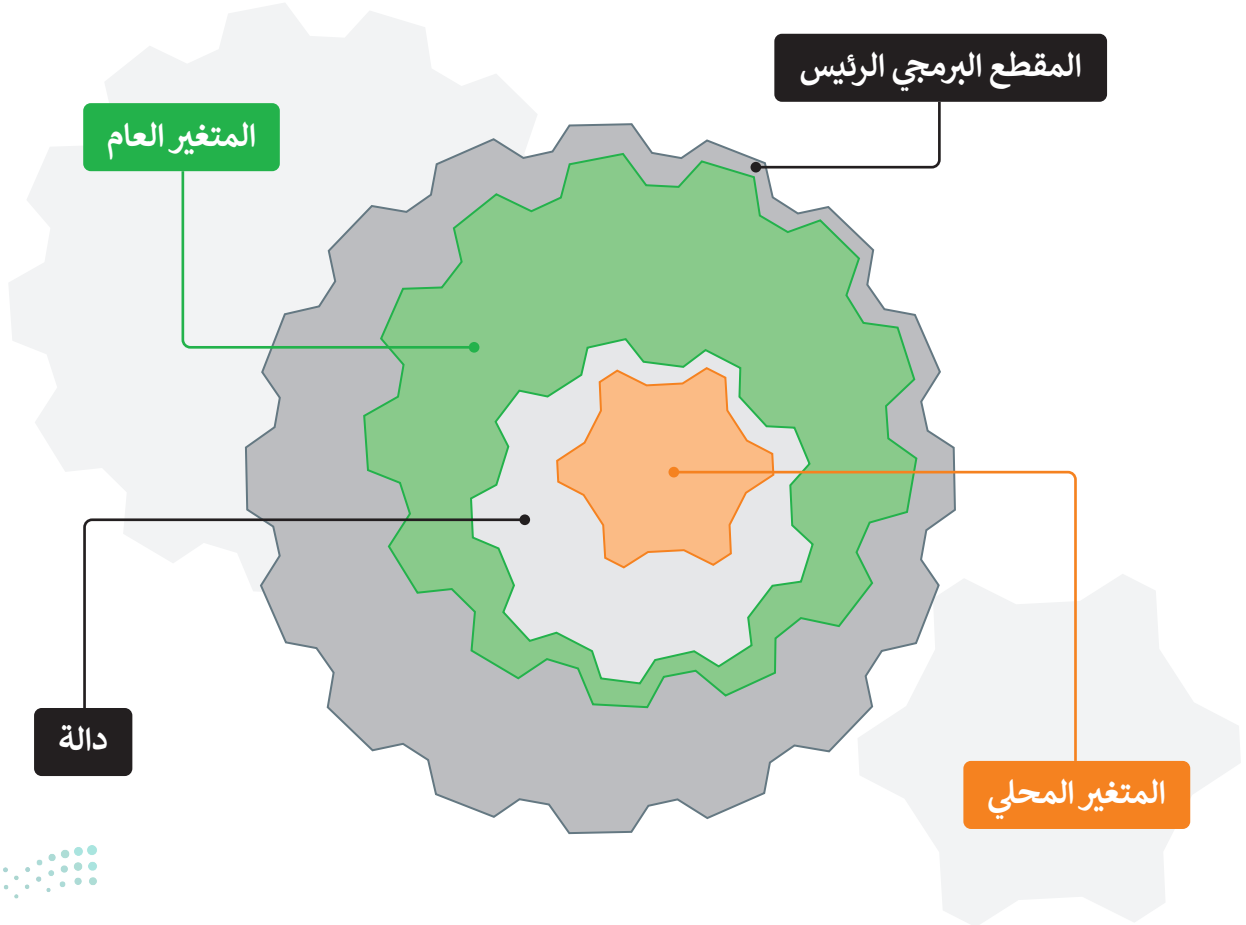 المقطع البرمجي الرئيس
المتغير العام
دالة
المتغير المحلي